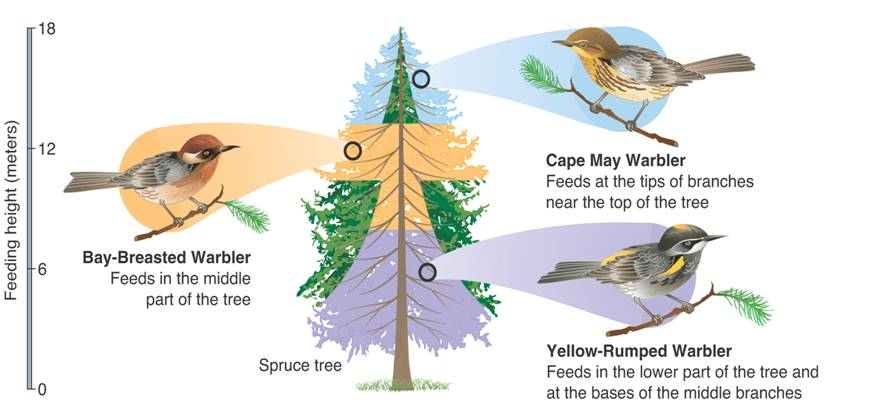 18
12
6
0
Feeding height (meters)
Cape May Warbler
Feeds at the tips of branches
near the top of the tree
Bay-Breasted Warbler
Feeds in the middle
part of the tree
Spruce tree
Yellow-Rumped Warbler
Feeds in the lower part of the tree and
at the bases of the middle branches